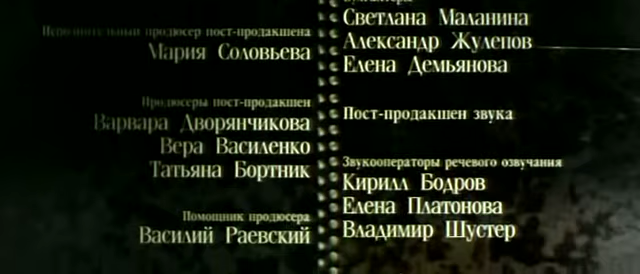 Исполнительный продюсер пост-продакшена
Мария Соловьева
Продюсеры пост-продакшен
Варвара Дворянчикова
Вера Василенко
Татьяна Бортник
Помощник продюсера
Василий Раевский
Светлана Маланина
Александр Жулепов
Елена Демьянова
Пост-продакшен звука
Звукооператоры речевого озвучания
Кирилл Бодров
Елена Платонова
Владимир Шустер